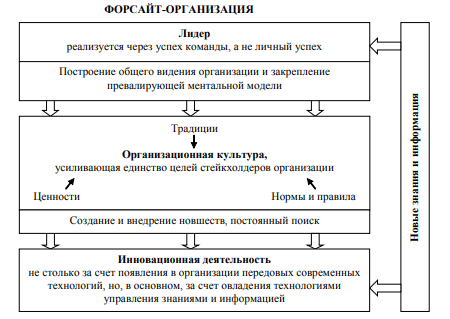 ФОРСАЙТ-ОРГАНИЗАЦИЯ
Лидер
реализуется через успех команды, а не личный успех
Построение общего видения организации и закрепление
превалирующей ментальной модели
Традиции
Организационная культура,
усиливающая единство целей стейкхолдеров организации
Ценности
Нормы и правила
Создание и внедрение новшеств, постоянный поиск
Инновационная деятельность
не столько за счет появления в организации передовых современных
технологий, но, в основном, за счет овладения технологиями
управления знаниями и информацией
Новые знания и информация